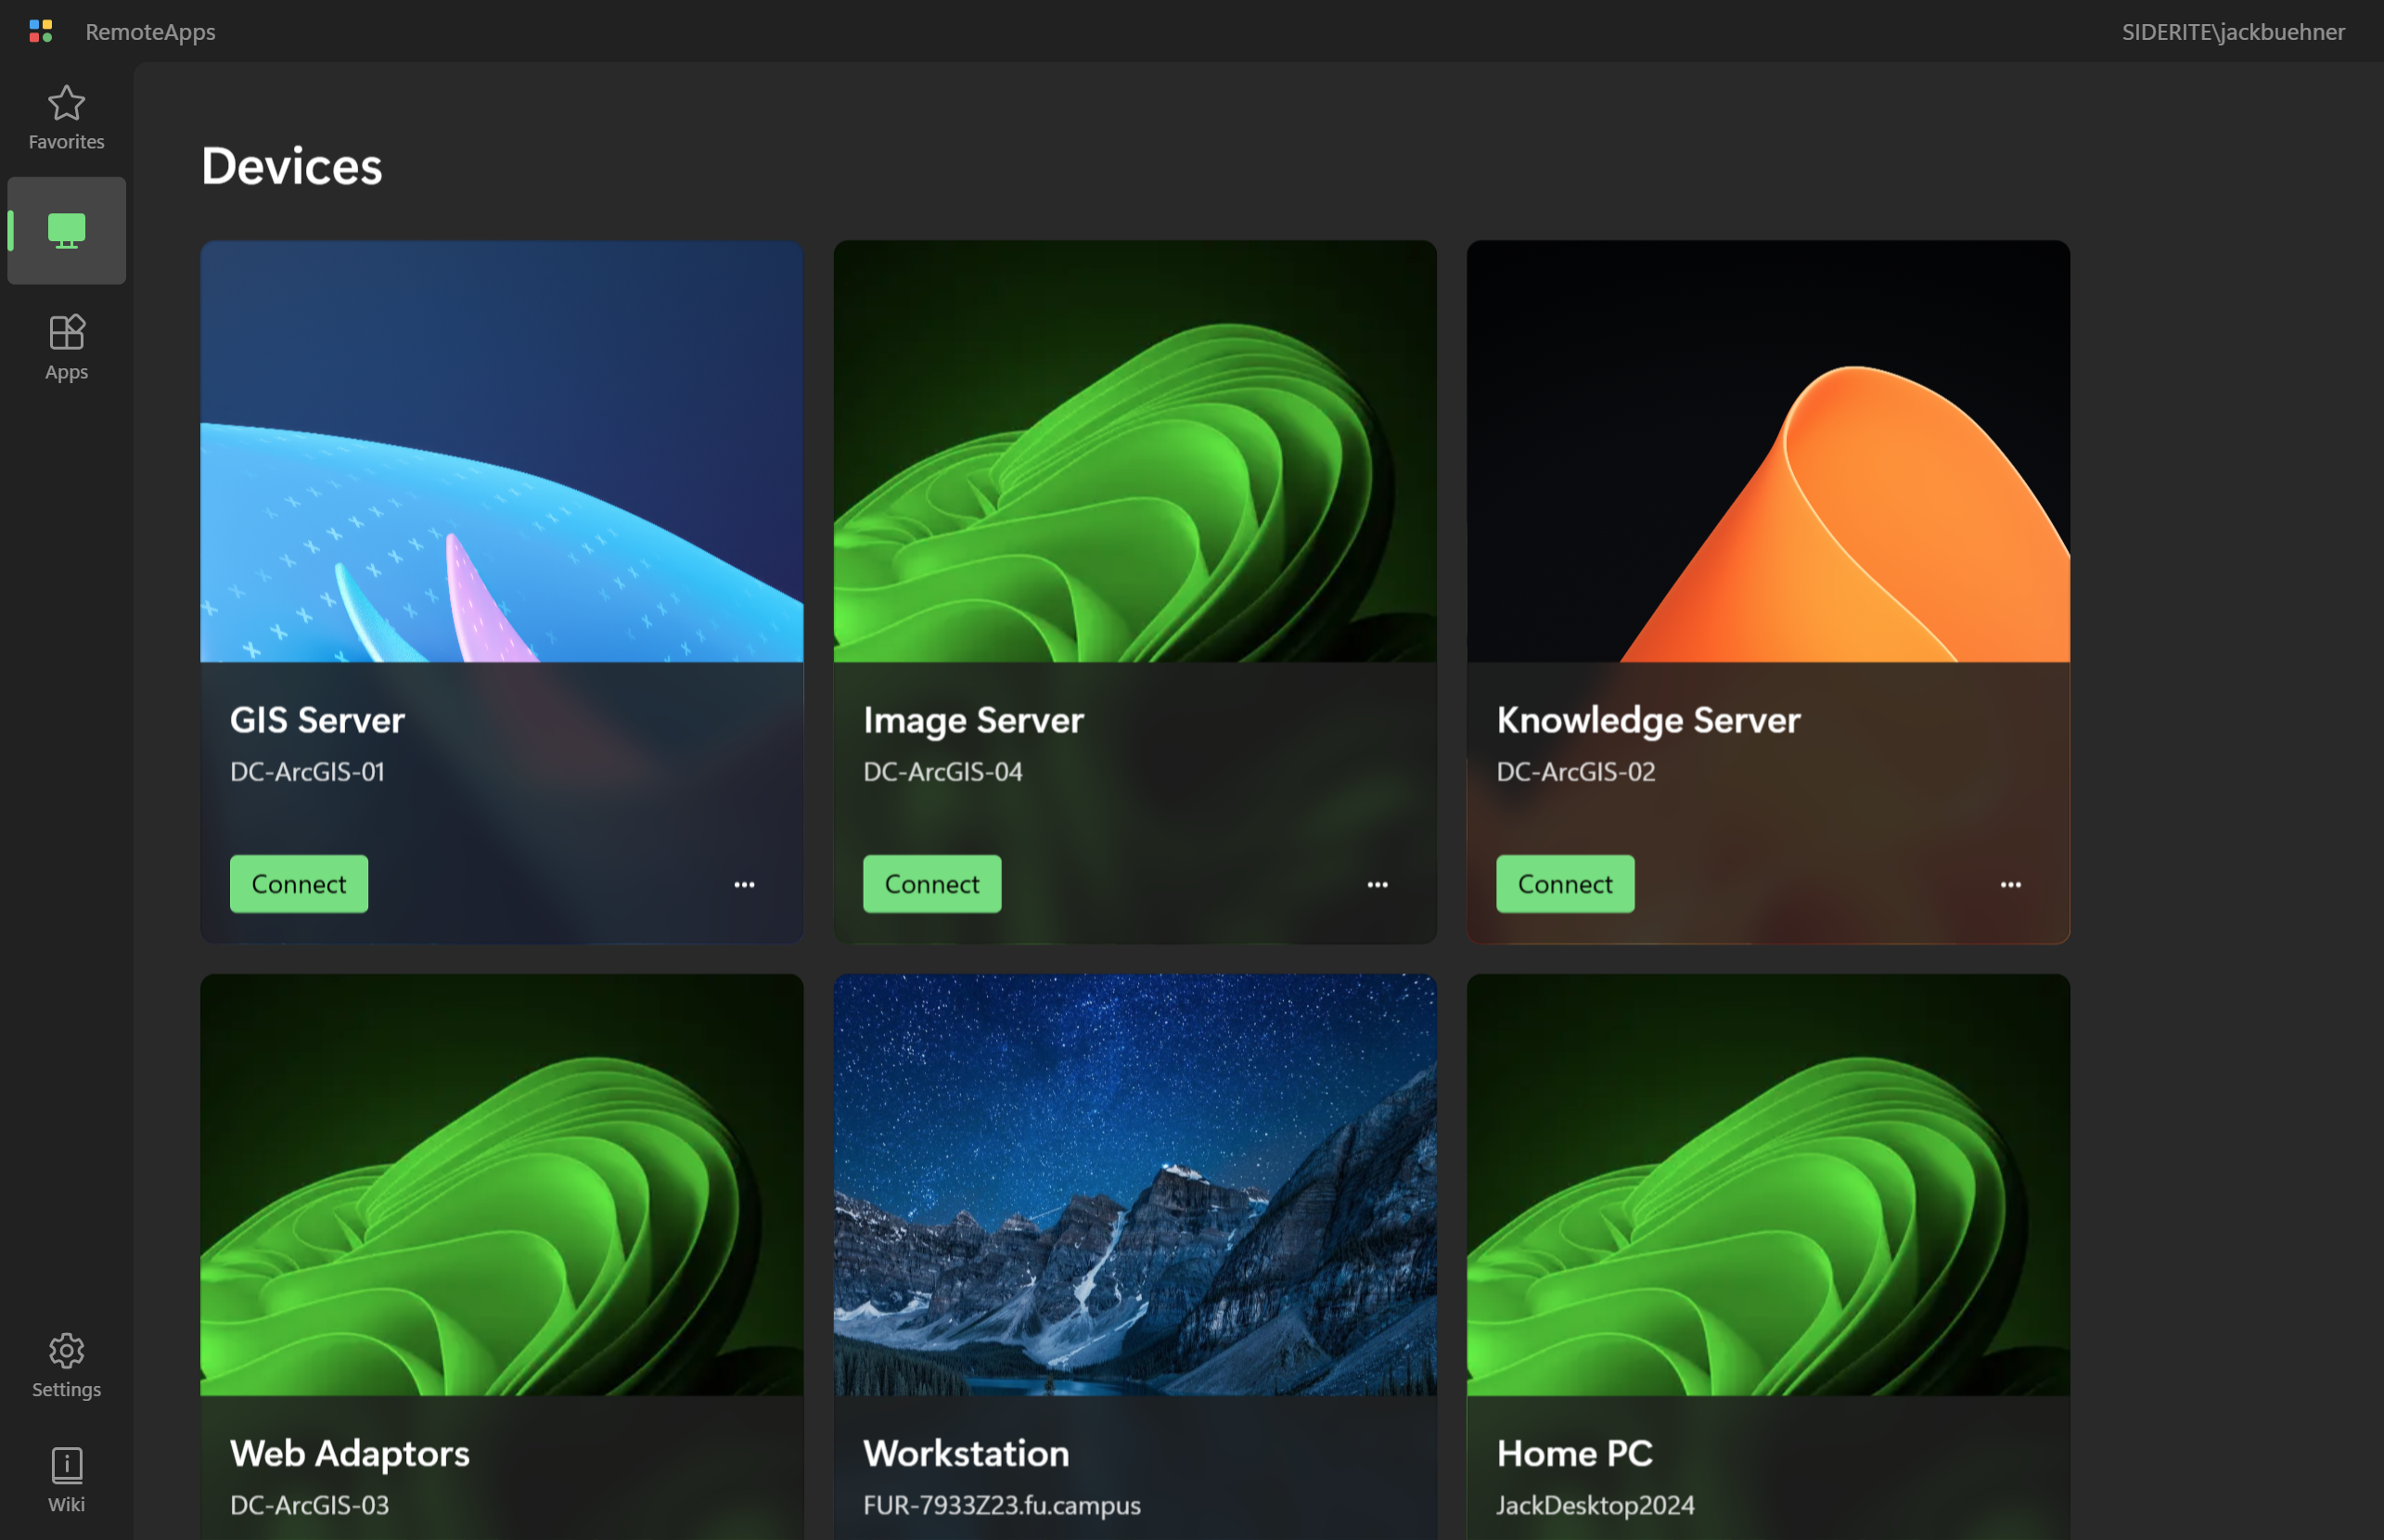 RemoteApps
SIDERITE\jackbuehner
Favorites
Apps
Settings
Wiki
Devices
GIS Server
DC-ArcGIS-01
Connect
Image Server
DC-ArcGIS-04
Connect
Knowledge Server
DC-ArcGIS-02
Connect
Web Adaptors
DC-ArcGIS-03
Workstation
FUR-7933Z23.fu.campus
Home PC
JackDesktop2024